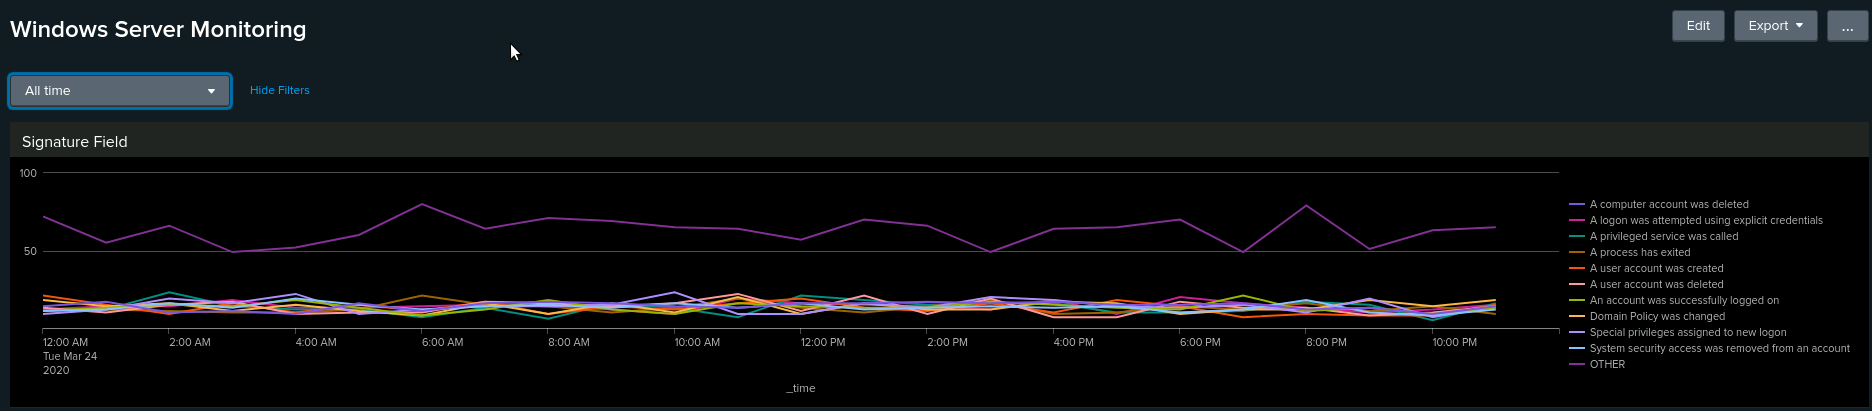 Windows Server Monitoring
Edit
Export
...
All time
Hide Filters
Signature Field
100
50
A computer account was deleted
A logon was attempted using explicit credentials
A privileged service was called
A process has exited
A user account was created
A user account was deleted
An account was successfully logged on
Domain Policy was changed
Special privileges assigned to new logon
System security access was removed from an account
OTHER
12:00 AM 2:00 AM 4:00 AM 6:00 AM 8:00 AM 10:00 AM 12:00 PM 2:00 PM 4:00 PM 6:00 PM 8:00 PM 10:00 PM
Tue Mar 24
2020
_time